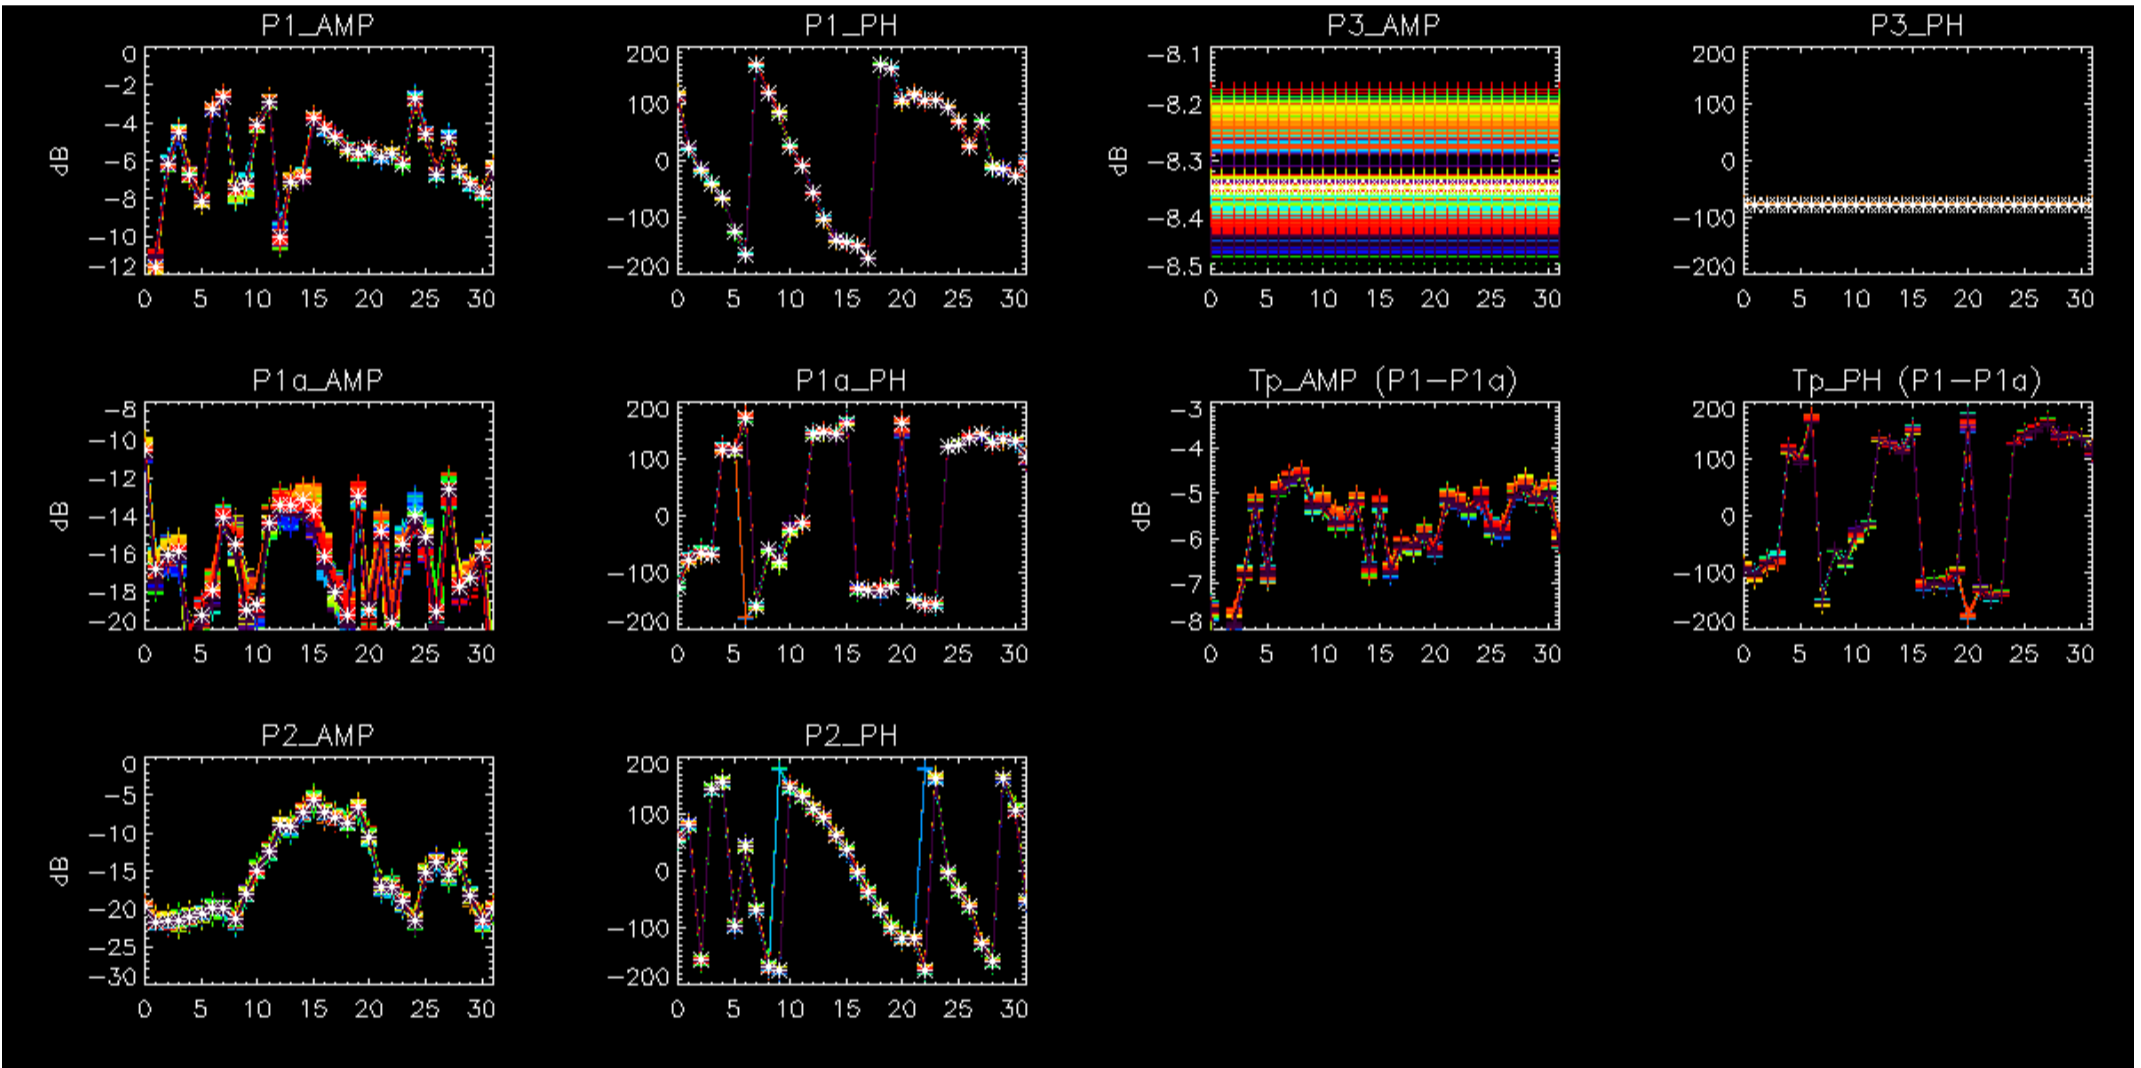 P1_AMP
dB
0
−2
−4
−6
−8
−10
−12
0 5 10 15 20 25 30
P1_PH
200
100
0
−100
−200
0 5 10 15 20 25 30
P3_AMP
dB
−8.1
−8.2
−8.3
−8.4
−8.5
0 5 10 15 20 25 30
P3_PH
200
100
0
−100
−200
0 5 10 15 20 25 30
P1a_AMP
dB
−8
−10
−12
−14
−16
−18
−20
0 5 10 15 20 25 30
P1a_PH
200
100
0
−100
−200
0 5 10 15 20 25 30
Tp_AMP (P1−P1a)
dB
−3
−4
−5
−6
−7
−8
0 5 10 15 20 25 30
Tp_PH (P1−P1a)
200
100
0
−100
−200
0 5 10 15 20 25 30
P2_AMP
dB
0
−5
−10
−15
−20
−25
−30
0 5 10 15 20 25 30
P2_PH
200
100
0
−100
−200
0 5 10 15 20 25 30